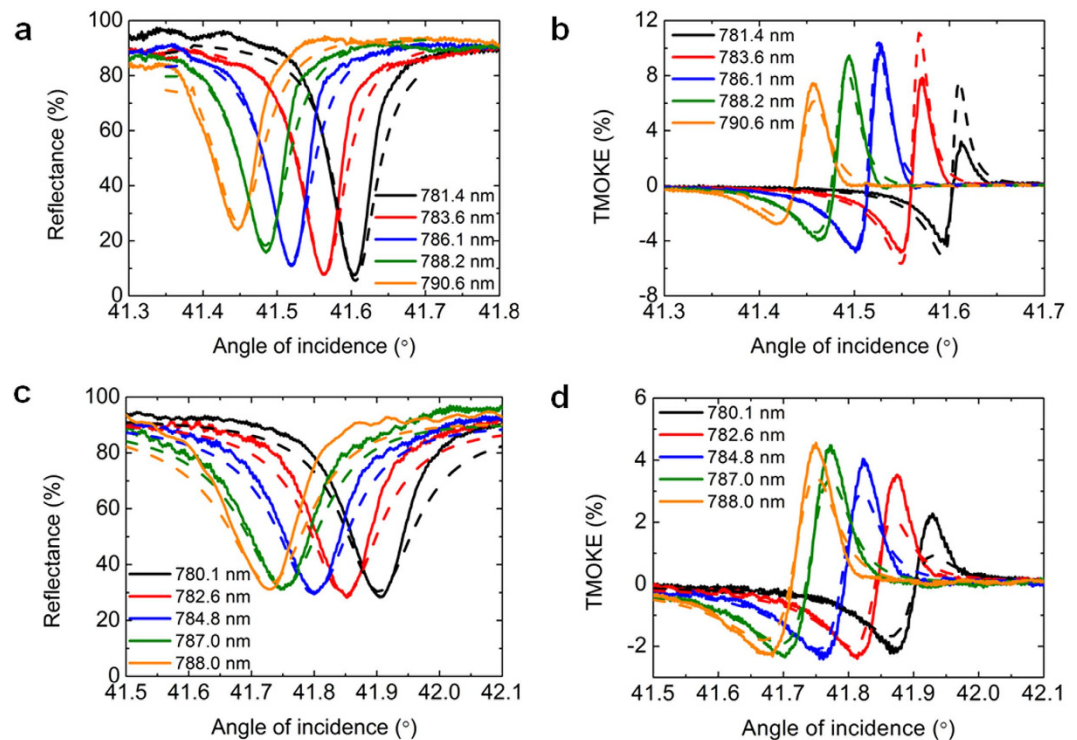 a
Reflectance (%)
100
80
60
40
20
0
781.4 nm
783.6 nm
786.1 nm
788.2 nm
790.6 nm
41.3 41.4 41.5 41.6 41.7 41.8
Angle of incidence (°)
b
TMOKE (%)
12
8
4
0
-4
-8
781.4 nm
783.6 nm
786.1 nm
788.2 nm
790.6 nm
41.3 41.4 41.5 41.6 41.7
Angle of incidence (°)
c
Reflectance (%)
100
80
60
40
20
0
780.1 nm
782.6 nm
784.8 nm
787.0 nm
788.0 nm
41.5 41.6 41.7 41.8 41.9 42.0 42.1
Angle of incidence (°)
d
TMOKE (%)
6
4
2
0
-2
780.1 nm
782.6 nm
784.8 nm
787.0 nm
788.0 nm
41.5 41.6 41.7 41.8 41.9 42.0 42.1
Angle of incidence (°)